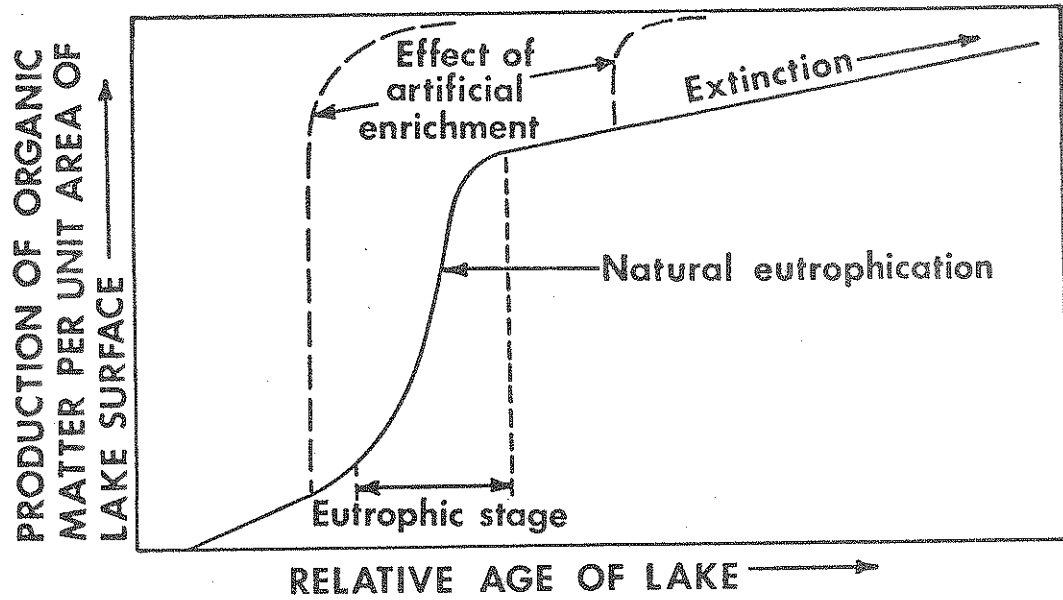 PRODUCTION OF ORGANIC
MATTER PER UNIT AREA OF
LAKE SURFACE
Effect of
artificial
enrichment
Extinction
Natural eutrophication
Eutrophic stage
RELATIVE AGE OF LAKE